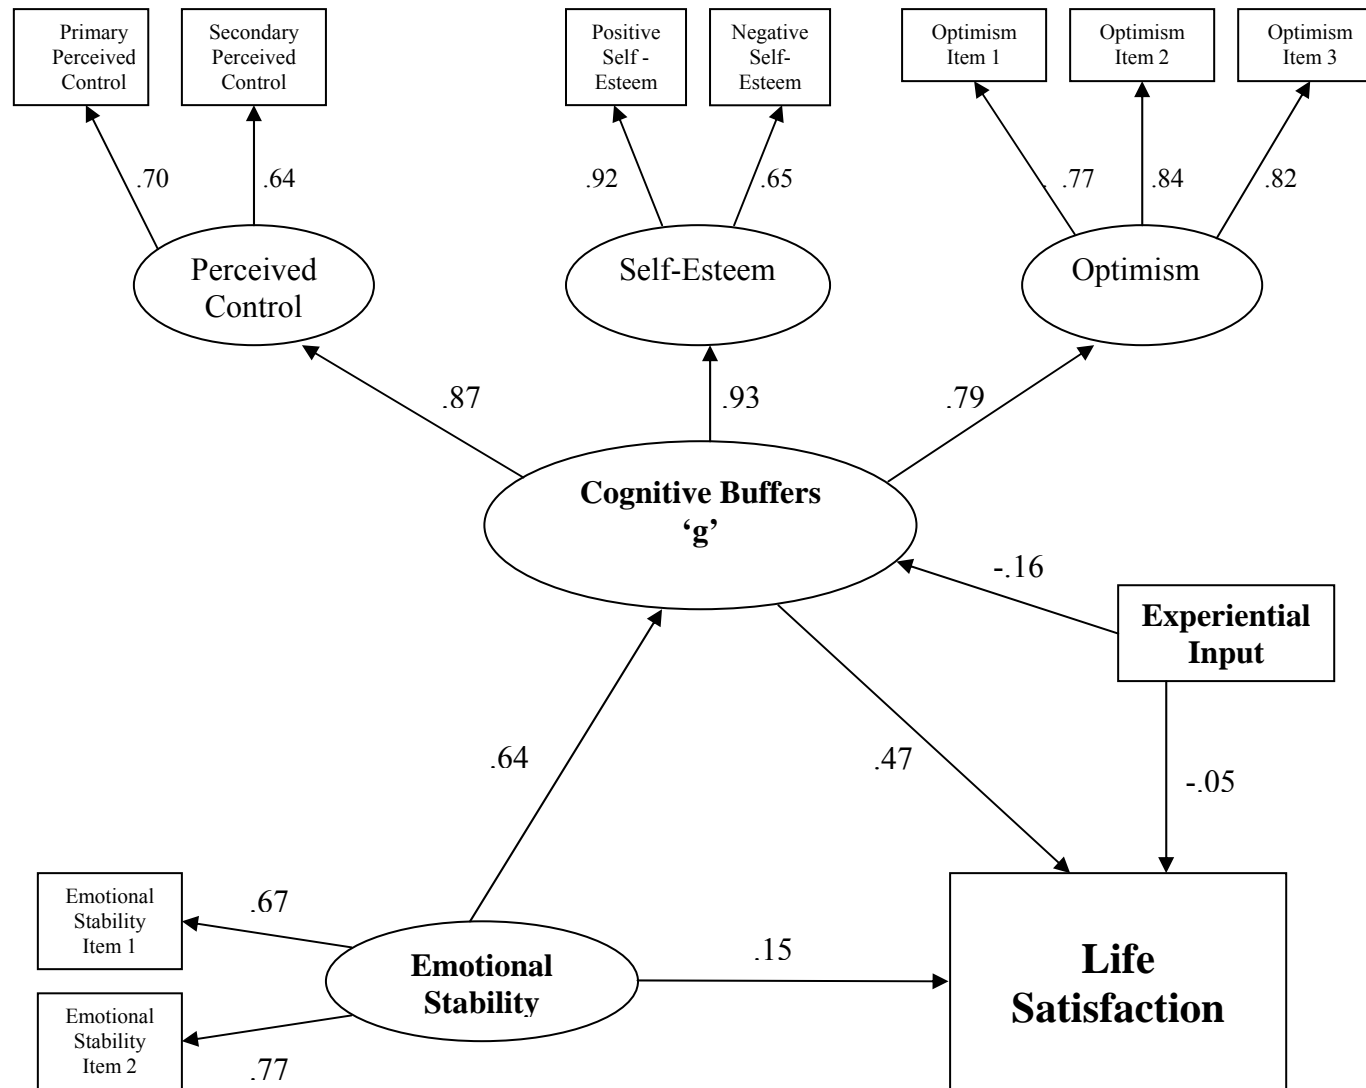 Primary
Perceived
Control
Secondary
Perceived
Control
Positive
Self -
Esteem
Negative
Self-
Esteem
Optimism
Item 1
Optimism
Item 2
Optimism
Item 3
.70
.64
.92
.65
. .77
.84
.82
Perceived
Control
Self-Esteem
Optimism
.87
.93
.79
Cognitive Buffers
‘g’
-.16
Experiential
Input
.64
.47
-.05
Emotional
Stability
Item 1
.67
Emotional
Stability
.15
Life
Satisfaction
Emotional
Stability
Item 2
.77